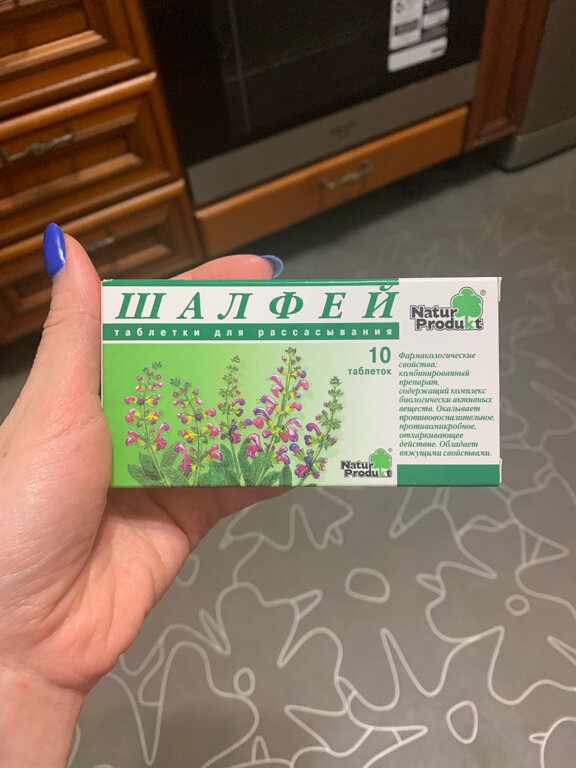 ШАЛФЕЙ
таблетки для рассасывания
10
таблеток
Natur
Produkt
®
Фармакологические
свойства:
комбинированный
препарат,
содержащий комплекс
биологически активных
веществ. Оказывает
противовоспалительное,
противомикробное,
отхаркивающее
действие. Обладает
вяжущими свойствами.
Natur
Produkt
®